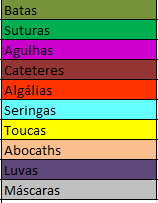 Batas
Suturas
Agulhas
Cateteres
Algálias
Seringas
Toucas
Abocaths
Luvas
Máscaras